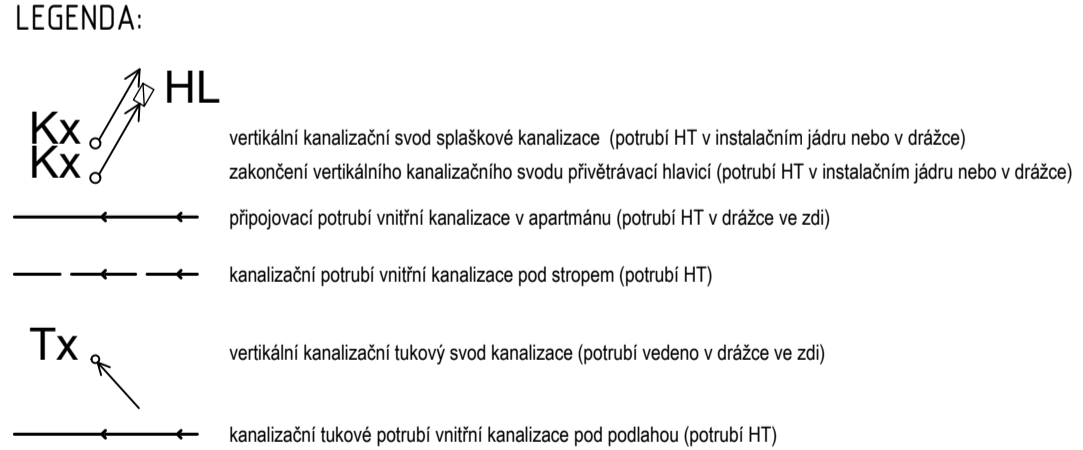 LEGENDA:
HL
Kx
vertikální kanalizační svod splaškové kanalizace (potrubí HT v instalačním jádru nebo v drážce)
Kx
zakončení vertikálního kanalizačního svodu přivětrávací hlavicí (potrubí HT v instalačním jádru nebo v drážce)
připojovací potrubí vnitřní kanalizace v apartmánu (potrubí HT v drážce ve zdi)
kanalizační potrubí vnitřní kanalizace pod stropem (potrubí HT)
Tx
vertikální kanalizační tukový svod kanalizace (potrubí vedeno v drážce ve zdi)
kanalizační tukové potrubí vnitřní kanalizace pod podlahou (potrubí HT)